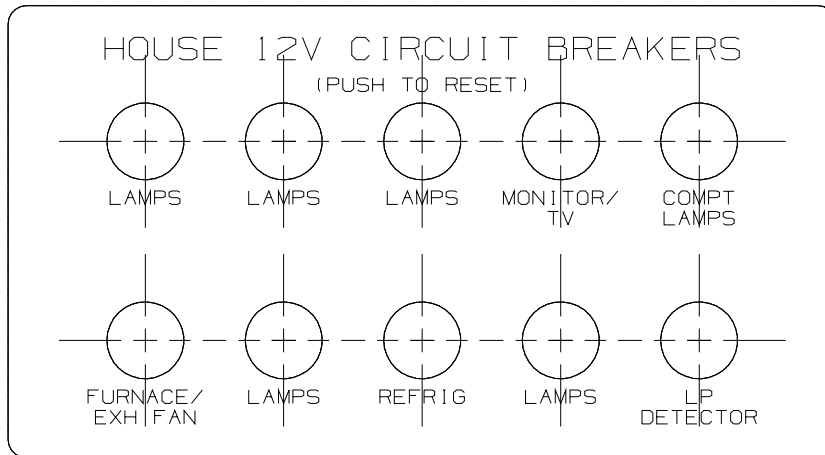 HOUSE 12V CIRCUIT BREAKERS
(PUSH TO RESET)
LAMPS LAMPS LAMPS MONITOR/ COMPT
TV LAMPS
FURNACE/ LAMPS REFRIG LAMPS LP
EXH FAN DETECTOR